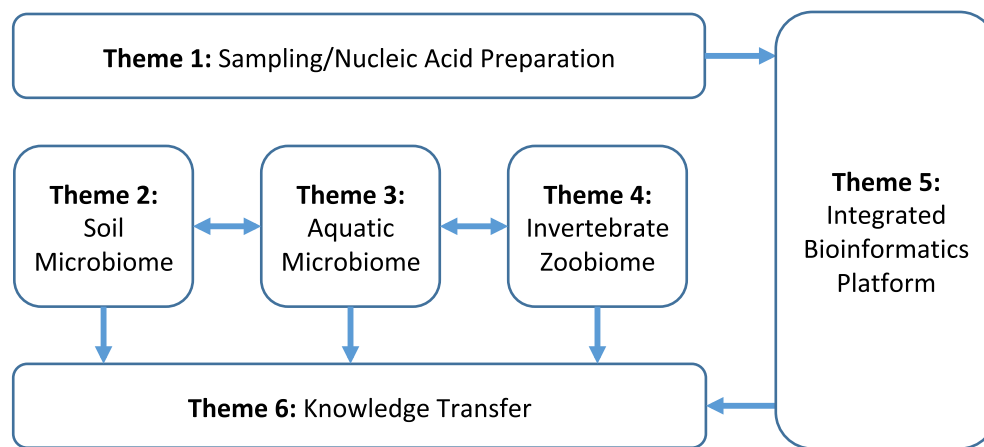 Theme 1: Sampling/Nucleic Acid Preparation
Theme 2:
Soil
Microbiome
Theme 3:
Aquatic
Microbiome
Theme 4:
Invertebrate
Zoobiome
Theme 5:
Integrated
Bioinformatics
Platform
Theme 6: Knowledge Transfer